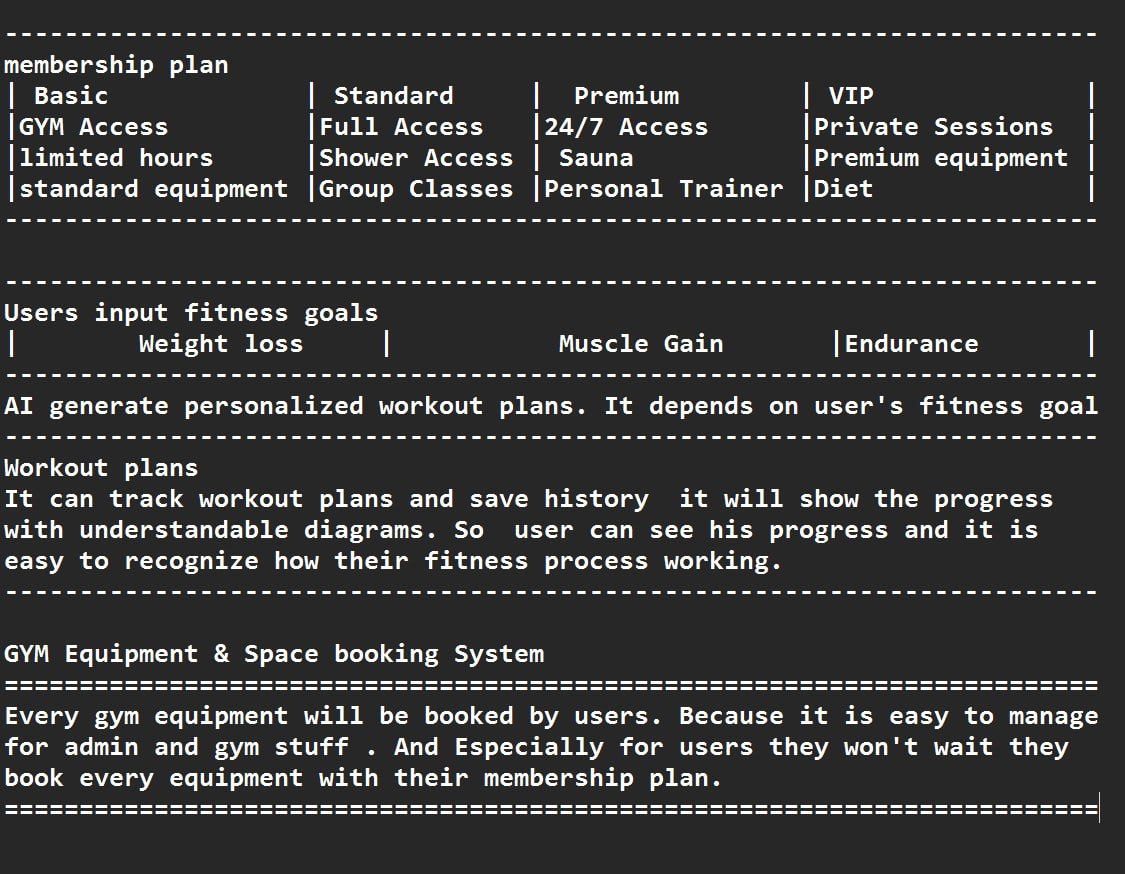 -------------------------------------------------------------------------
membership plan
| Basic             | Standard     |  Premium        | VIP              |
|GYM Access         |Full Access   |24/7 Access      |Private Sessions  |
|limited hours      |Shower Access | Sauna           |Premium equipment |
|standard equipment |Group Classes |Personal Trainer |Diet              |
-------------------------------------------------------------------------
-------------------------------------------------------------------------
Users input fitness goals
|        Weight loss     |           Muscle Gain       |Endurance       |
-------------------------------------------------------------------------
AI generate personalized workout plans. It depends on user's fitness goal
-------------------------------------------------------------------------
Workout plans
It can track workout plans and save history  it will show the progress
with understandable diagrams. So  user can see his progress and it is
easy to recognize how their fitness process working.
-------------------------------------------------------------------------
GYM Equipment & Space booking System
=========================================================================
Every gym equipment will be booked by users. Because it is easy to manage
for admin and gym stuff . And Especially for users they won't wait they
book every equipment with their membership plan.
=========================================================================